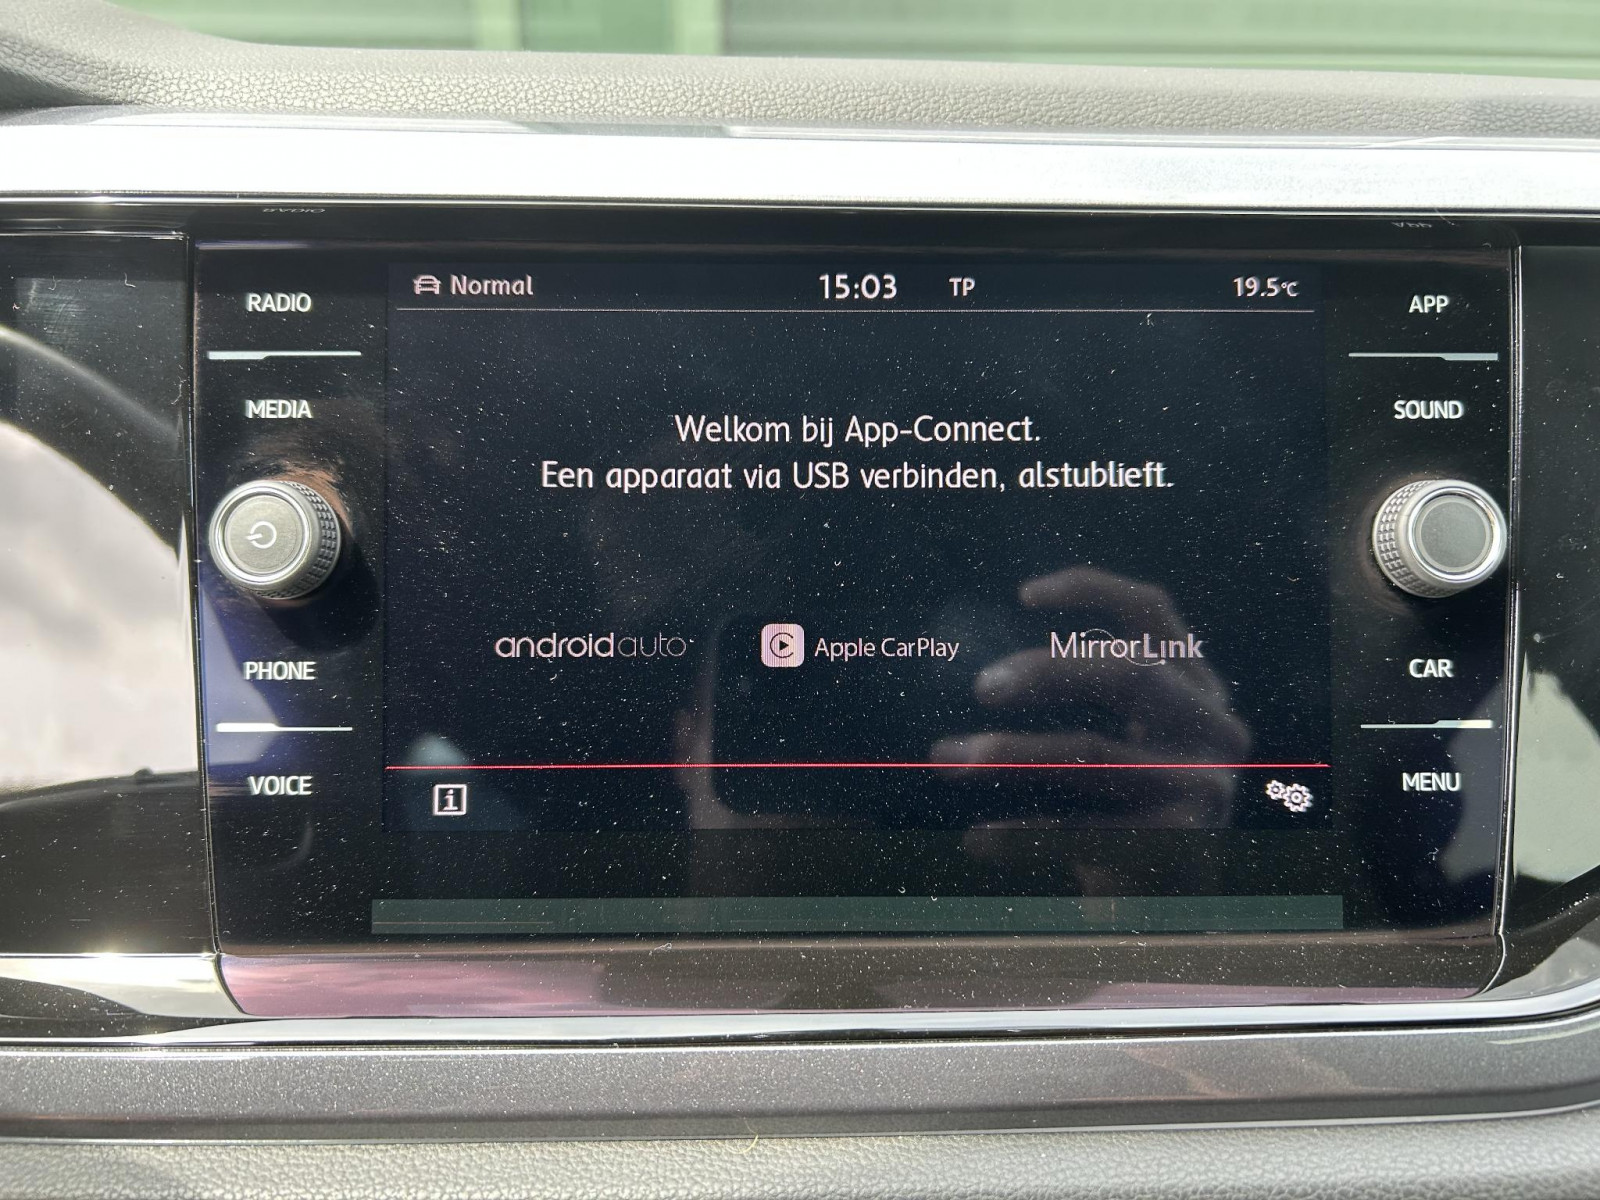 Normal 15:03 TP 19.5°C
RADIO
APP
MEDIA
SOUND
Welkom bij App-Connect.
Een apparaat via USB verbinden, alstublieft.
androidauto
Apple CarPlay
MirrorLink
PHONE
CAR
VOICE
MENU
i